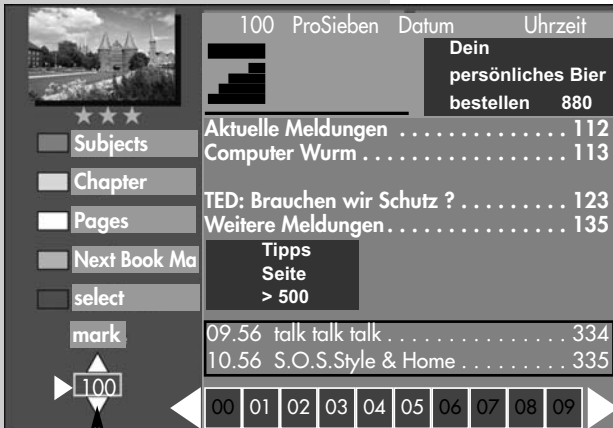 100 ProSieben Datum Uhrzeit
Dein
persönliches Bier
bestellen 880
Aktuelle Meldungen . . . . . . . . . . . . . . . 112
Computer Wurm . . . . . . . . . . . . . . . . . . 113
TED: Brauchen wir Schutz ? . . . . . . . . . 123
Weitere Meldungen . . . . . . . . . . . . . . . . 135
Tipps
Seite
> 500
09.56 talk talk talk . . . . . . . . . . . . . . . . 334
10.56 S.O.S.Style & Home . . . . . . . . . 335
Subjects
Chapter
Pages
Next Book Ma
select
mark
100
00 01 02 03 04 05 06 07 08 09